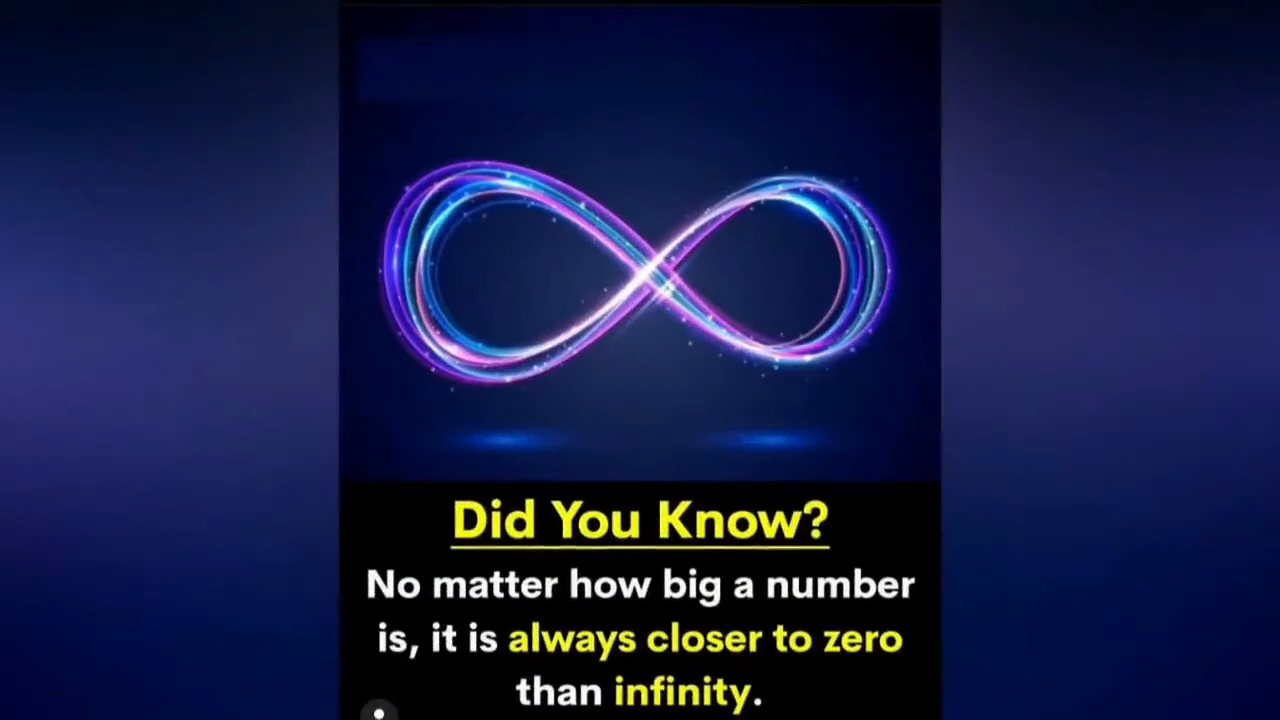 Did You Know?
No matter how big a number
is, it is always closer to zero
than infinity.